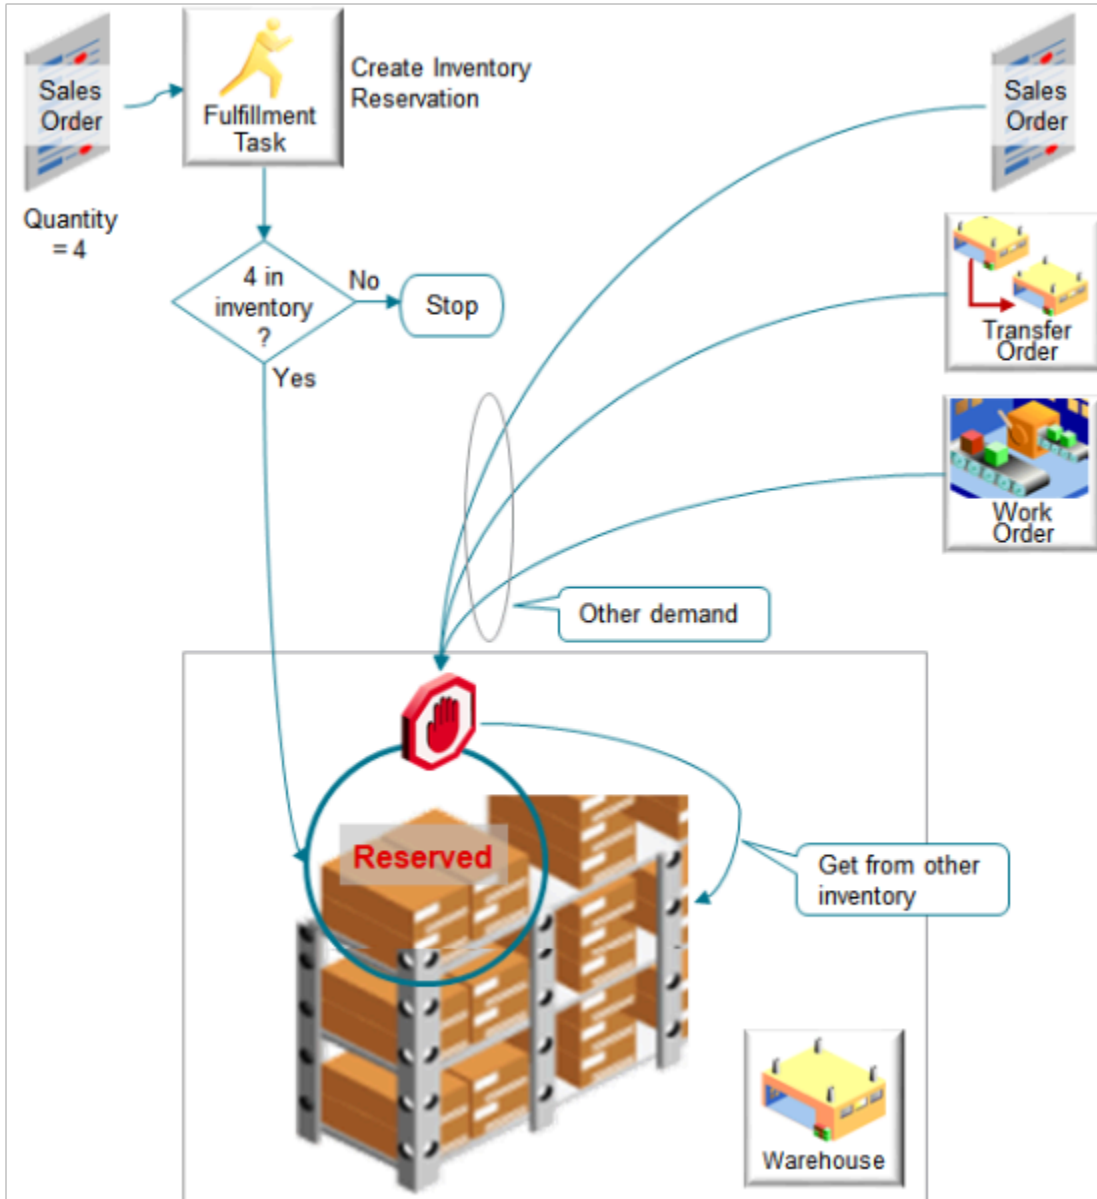 Sales
Order
Quantity
= 4
Fulfillment
Task
Create Inventory
Reservation
4 in
inventory
?
No
Stop
Yes
Sales
Order
Transfer
Order
Work
Order
Other demand
Reserved
Get from other
inventory
Warehouse